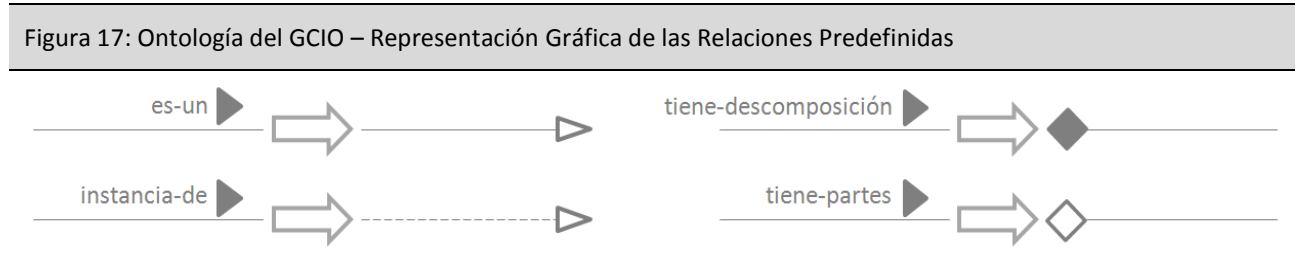 Figura 17: Ontología del GCIO – Representación Gráfica de las Relaciones Predefinidas
es-un
tiene-descomposición
instancia-de
tiene-partes